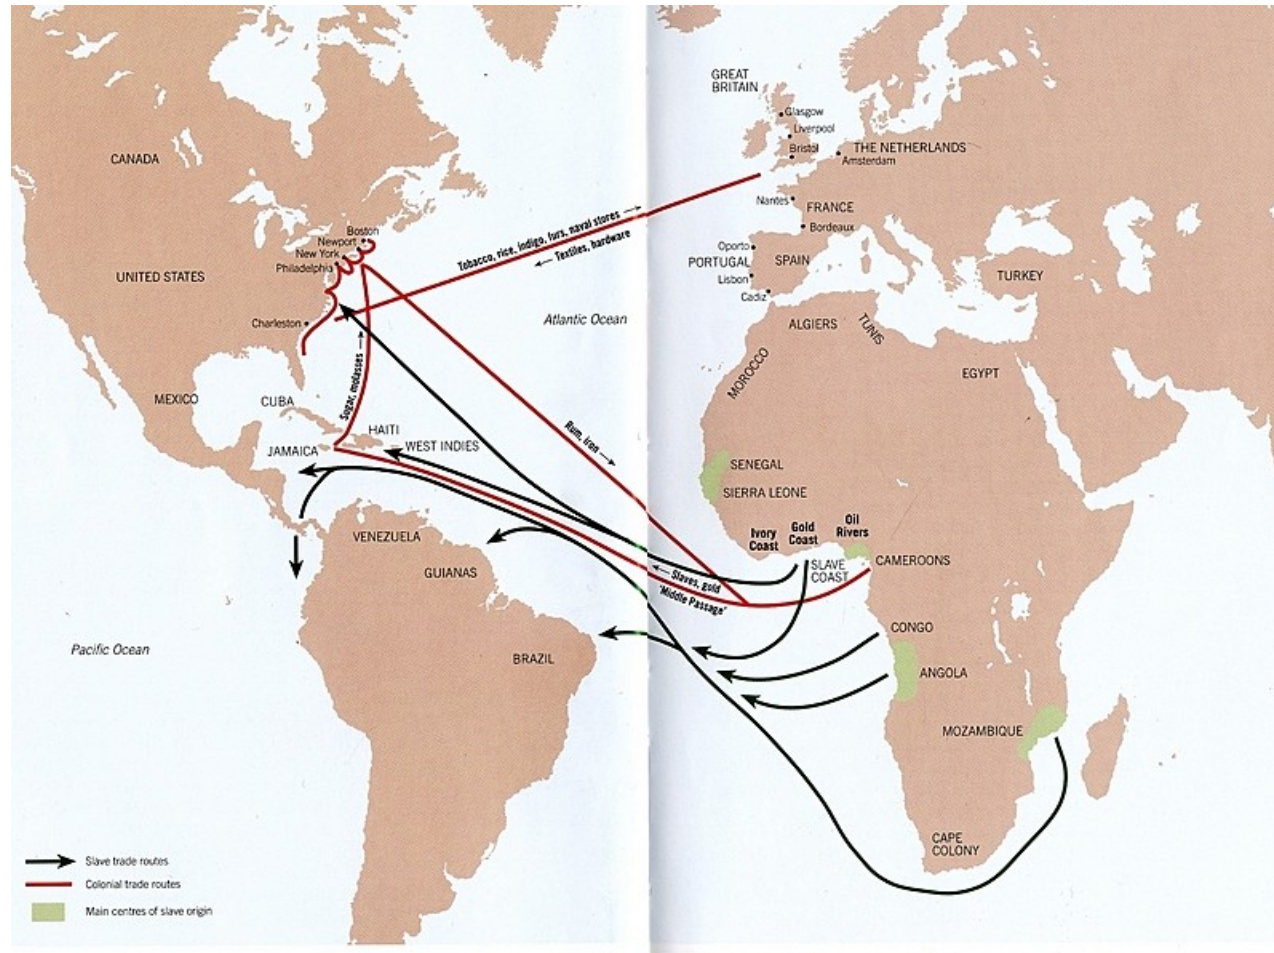 GREAT
BRITAIN
Glasgow
Liverpool
Bristol
THE NETHERLANDS
Amsterdam
CANADA
Nantes
FRANCE
Bordeaux
Boston
Newport
New York
Philadelphia
Tobacco, rice, indigo, furs, naval stores
Textiles, hardware
Oporto
PORTUGAL
SPAIN
Lisbon
Cadiz
TURKEY
UNITED STATES
Charleston
Atlantic Ocean
ALGIERS
TUNIS
MOROCCO
EGYPT
Sugar, molasses
MEXICO
CUBA
HAITI
JAMAICA
WEST INDIES
Rum, iron
SENEGAL
SIERRA LEONE
Ivory
Coast
Gold
Coast
Oil
Rivers
SLAVE
COAST
CAMEROONS
VENEZUELA
GUIANAS
Slaves, gold
'Middle Passage'
Pacific Ocean
BRAZIL
CONGO
ANGOLA
MOZAMBIQUE
CAPE
COLONY
Slave trade routes
Colonial trade routes
Main centres of slave origin